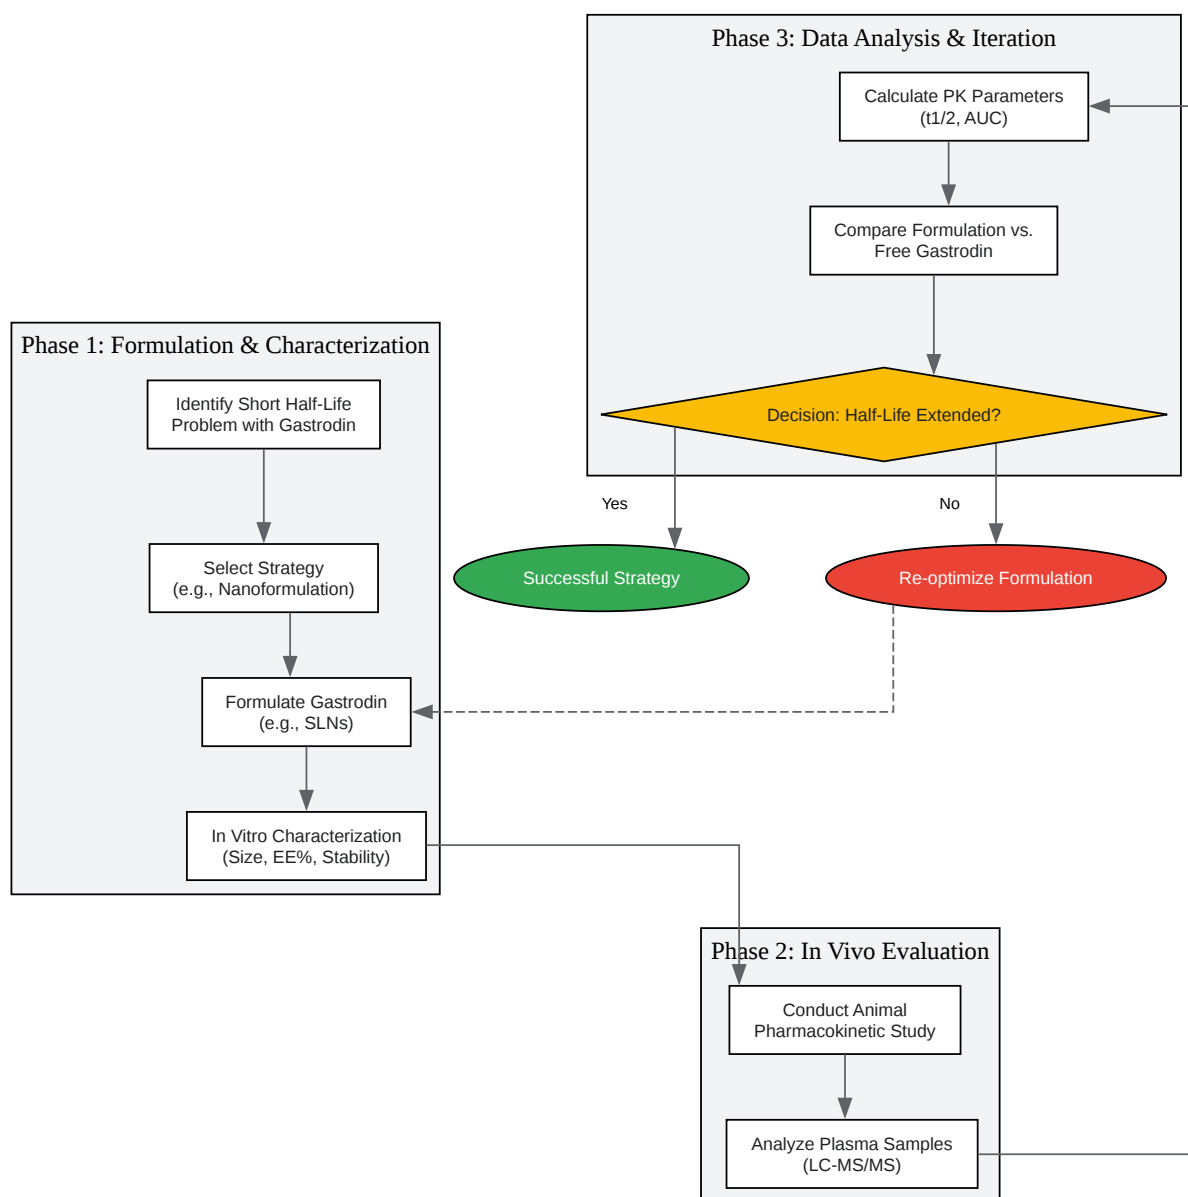 Phase 3: Data Analysis & Iteration
Calculate PK Parameters
(t1/2, AUC)
Compare Formulation vs.
Free Gastrodin
Decision: Half-Life Extended?
Yes
No
Successful Strategy
Re-optimize Formulation
Phase 1: Formulation & Characterization
Identify Short Half-Life
Problem with Gastrodin
Select Strategy
(e.g., Nanoformulation)
Formulate Gastrodin
(e.g., SLNs)
In Vitro Characterization
(Size, EE%, Stability)
Phase 2: In Vivo Evaluation
Conduct Animal
Pharmacokinetic Study
Analyze Plasma Samples
(LC-MS/MS)